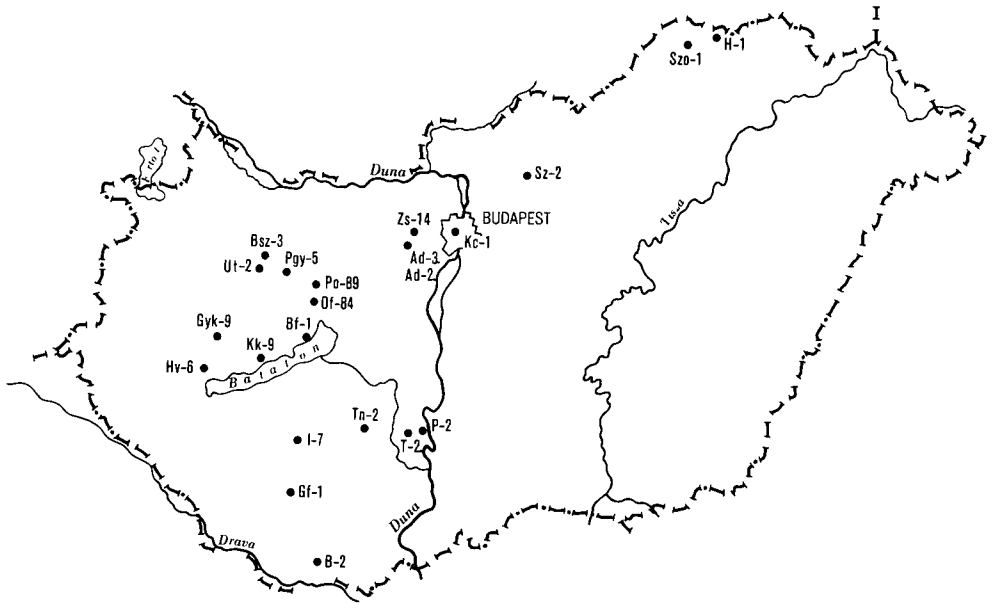 H-1
Szo-1
Duna
Sz-2
Zs-14
BUDAPEST
Kc-1
Bsz-3
Ad-3
Ut-2
Pgy-5
Ad-2
Po-89
Of-84
Gyk-9
Bf-1
Kk-9
Hv-6
Balaton
Tn-2
P-2
T-2
I-7
Gf-1
Duna
Drava
B-2